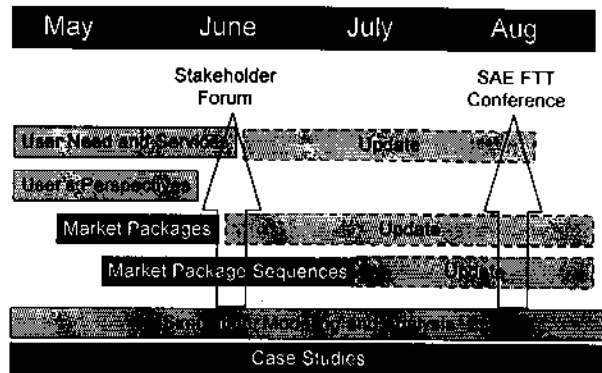 May June July Aug
Stakeholder
Forum
SAE FTT
Conference
User Need and Services Update
User's Perspectives
Market Packages Update
Market Package Sequences Update
Case Studies